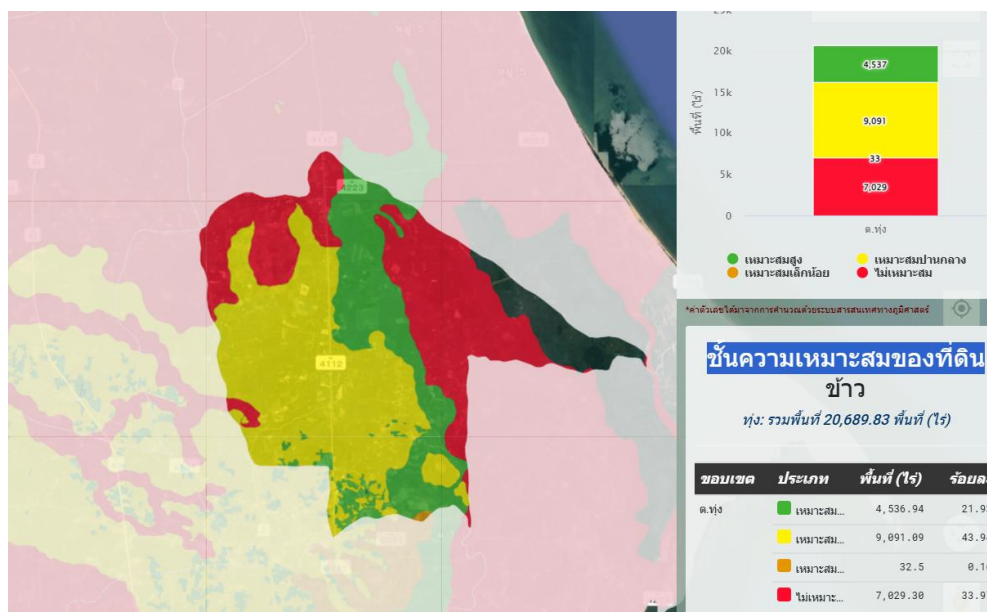 20k
15k
10k
5k
0
พื้นที่ (ไร่)
4,537
9,091
33
7,029
ต.ทุ่ง
เหมาะสมสูง
เหมาะสมปานกลาง
เหมาะสมเล็กน้อย
ไม่เหมาะสม
*ค่าตัวเลขได้มาจากการคำนวณด้วยระบบสารสนเทศทางภูมิศาสตร์
4223
4112
ชั้นความเหมาะสมของที่ดิน
ข้าว
ทุ่ง: รวมพื้นที่ 20,689.83 พื้นที่ (ไร่)
ขอบเขต ประเภท พื้นที่ (ไร่)
ต.ทุ่ง เหมาะสม... 4,536.94
เหมาะสม... 9,091.09
เหมาะสม... 32.5
ไม่เหมาะ... 7,029.30